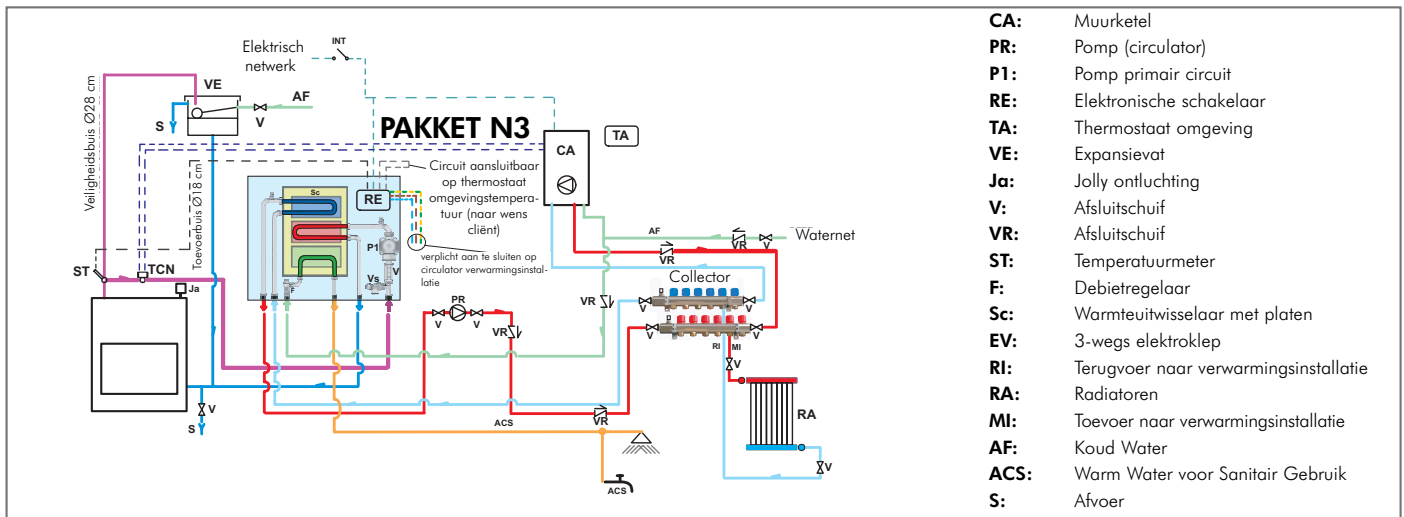 Elektrisch
netwerk
INT
VE
AF
S
V
Veiligheidsbuis Ø28 cm
Toevoerbuis Ø18 cm
PAKKET N3
TA
CA
Circuit aansluitbaar
op thermostaat
omgevingstempera-
tuur (naar wens
cliënt)
RE
Sc
P1
V
Vs
F
verplicht aan te sluiten op
circulator verwarmingsinstal-
latie
AF
VR
V
Waternet
VR
ST
TCN
Ja
Collector
V
V
V
V
PR
V
V
VR
VR
RI
MI
V
RA
V
VR
ACS
ACS
V
S
CA: Muurketel
PR: Pomp (circulator)
P1: Pomp primair circuit
RE: Elektronische schakelaar
TA: Thermostaat omgeving
VE: Expansievat
Ja: Jolly ontluchting
V: Afsluitschuif
VR: Afsluitschuif
ST: Temperatuurmeter
F: Debietregelaar
Sc: Warmteuitwisselaar met platen
EV: 3-wegs elektroklep
RI: Terugvoer naar verwarmingsinstallatie
RA: Radiatoren
MI: Toevoer naar verwarmingsinstallatie
AF: Koud Water
ACS: Warm Water voor Sanitair Gebruik
S: Afvoer